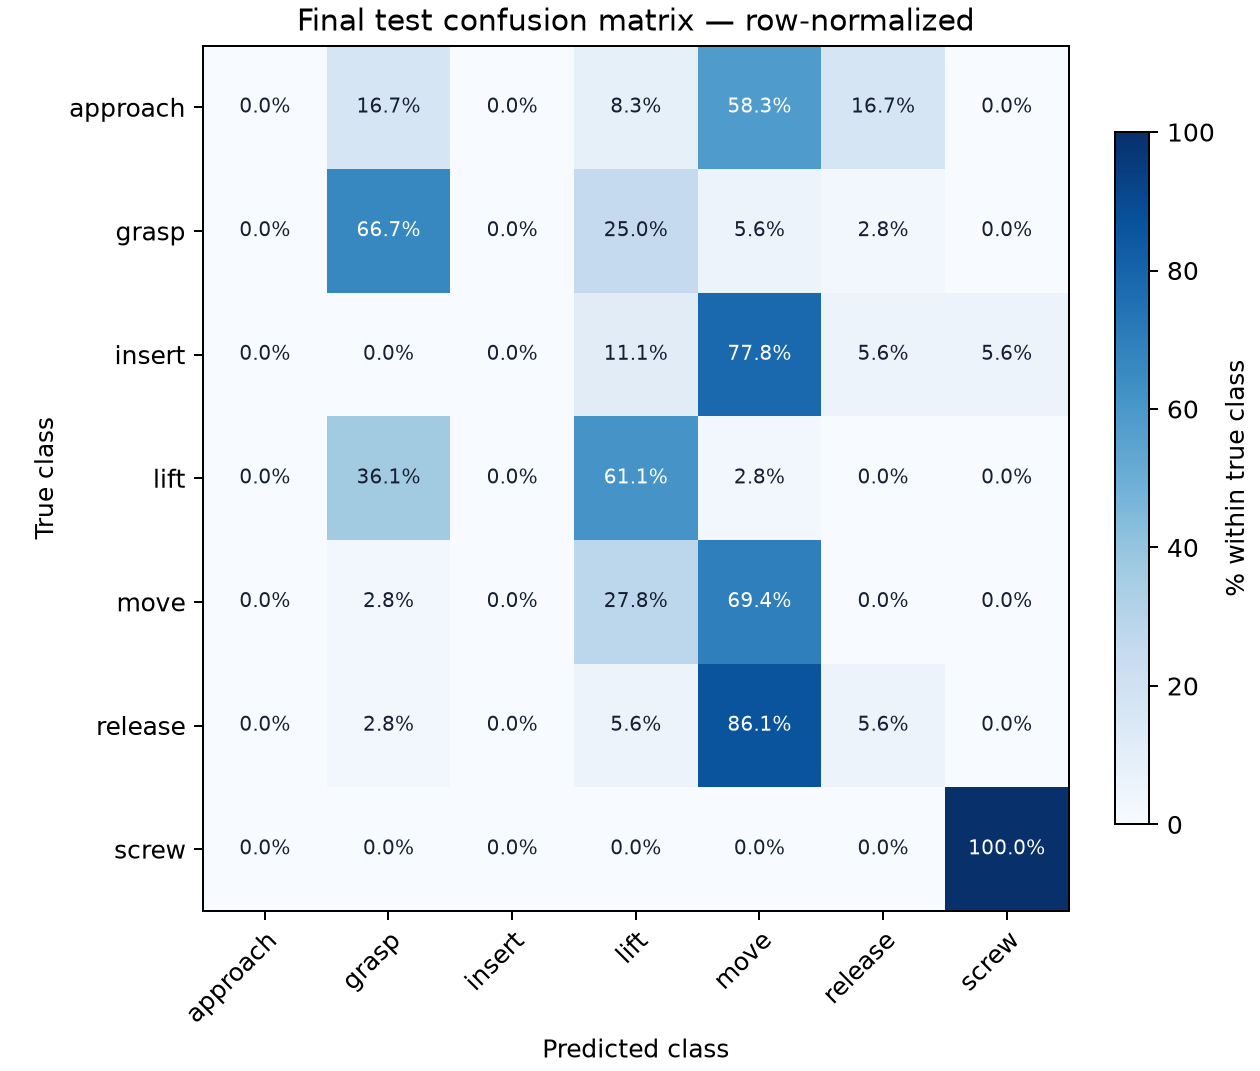 Final test confusion matrix — row-normalized
approach 0.0% 16.7% 0.0% 8.3% 58.3% 16.7% 0.0%
grasp 0.0% 66.7% 0.0% 25.0% 5.6% 2.8% 0.0%
insert 0.0% 0.0% 0.0% 11.1% 77.8% 5.6% 5.6%
lift 0.0% 36.1% 0.0% 61.1% 2.8% 0.0% 0.0%
move 0.0% 2.8% 0.0% 27.8% 69.4% 0.0% 0.0%
release 0.0% 2.8% 0.0% 5.6% 86.1% 5.6% 0.0%
screw 0.0% 0.0% 0.0% 0.0% 0.0% 0.0% 100.0%
approach grasp insert lift move release screw
Predicted class
True class
100
80
60
40
20
0
% within true class